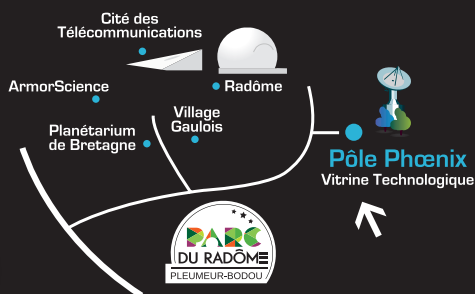 Cité des
Télécommunications
ArmorScience
Radôme
Village
Gaulois
Planétarium
de Bretagne
Pôle Phœnix
Vitrine Technologique
PARC
DU RADÔME
PLEUMEUR-BODOU